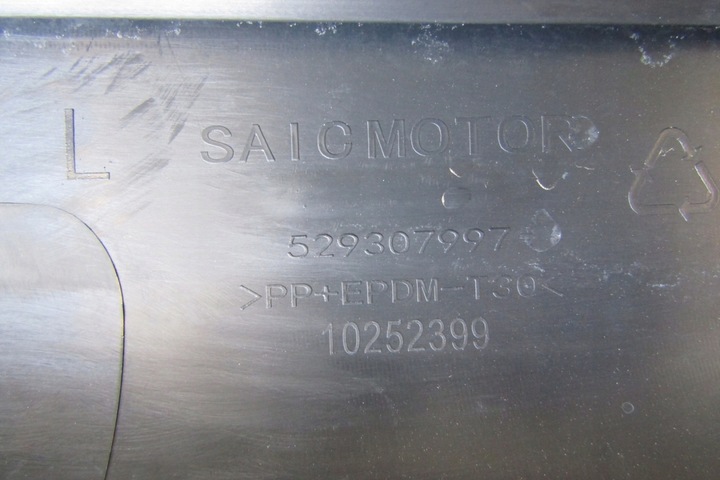 L SAICMOTOR
529307997
>PP+EPDM-T30<
10252399